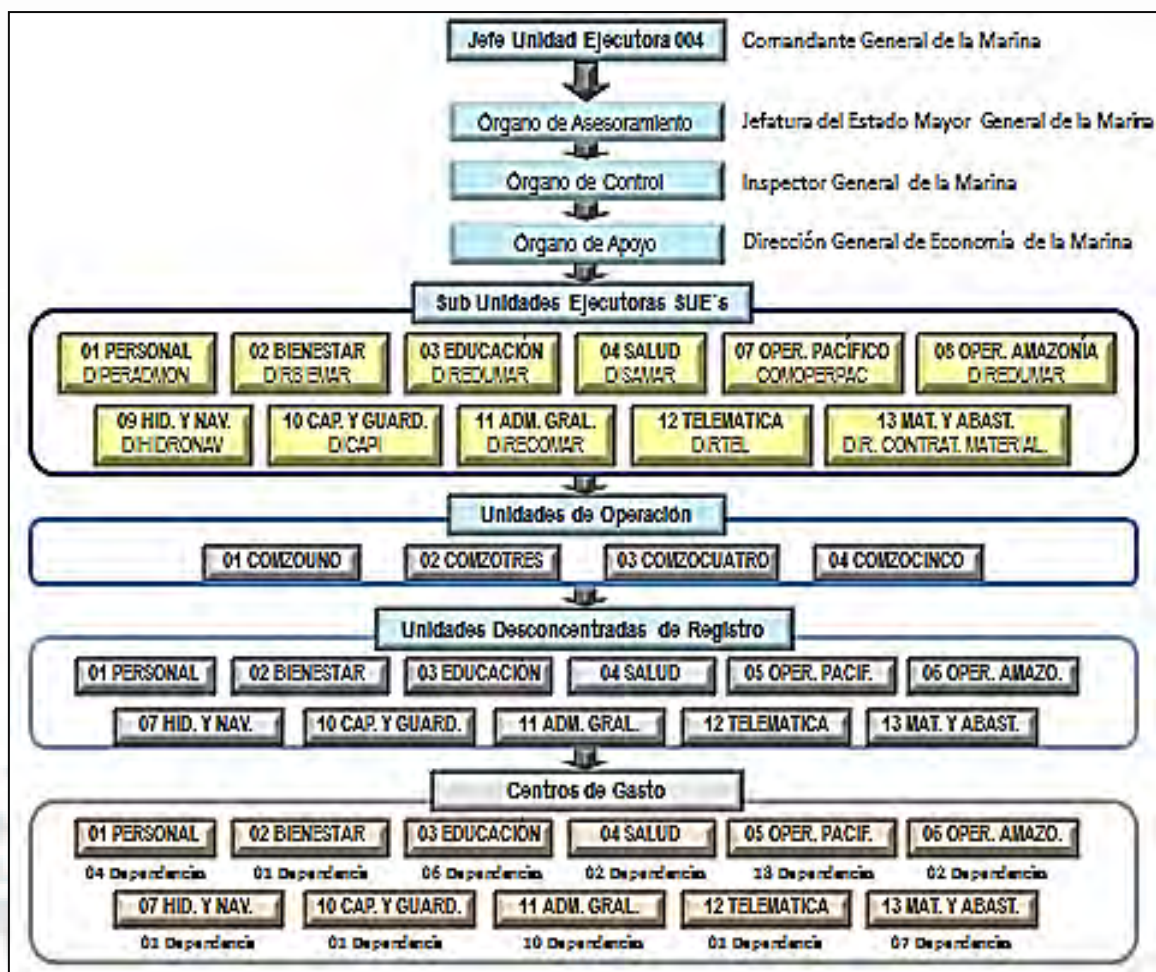 Jefe Unidad Ejecutora 004
Comandante General de la Marina
Órgano de Asesoramiento
Jefatura del Estado Mayor General de la Marina
Órgano de Control
Inspector General de la Marina
Órgano de Apoyo
Dirección General de Economía de la Marina
Sub Unidades Ejecutoras SUE´s
01 PERSONAL
DIPERADMON
02 BIENESTAR
DIRBIEMAR
03 EDUCACIÓN
DIREDUMAR
04 SALUD
DISAMAR
07 OPER. PACÍFICO
COMOPERPAC
08 OPER. AMAZONÍA
DIREDUMAR
09 HID. Y NAV.
DIHIDRONAV
10 CAP. Y GUARD.
DICAPI
11 ADM. GRAL.
DIRECOMAR
12 TELEMATICA
DIRTEL
13 MAT. Y ABAST.
DIR. CONTRAT. MATERIAL.
Unidades de Operación
01 COMZOUNO
02 COMZOTRES
03 COMZOCUATRO
04 COMZOCINCO
Unidades Desconcentradas de Registro
01 PERSONAL
02 BIENESTAR
03 EDUCACIÓN
04 SALUD
05 OPER. PACIF.
06 OPER. AMAZO.
07 HID. Y NAV.
10 CAP. Y GUARD.
11 ADM. GRAL.
12 TELEMATICA
13 MAT. Y ABAST.
Centros de Gasto
01 PERSONAL
02 BIENESTAR
03 EDUCACIÓN
04 SALUD
05 OPER. PACIF.
06 OPER. AMAZO.
04 Dependencia
01 Dependencia
06 Dependencia
02 Dependencia
Dependencia
02 Dependencia
07 HID. Y NAV.
10 CAP. Y GUARD.
11 ADM. GRAL.
12 TELEMATICA
13 MAT. Y ABAST.
01 Dependencia
01 Dependencia
10 Dependencia
01 Dependencia
07 Dependencia